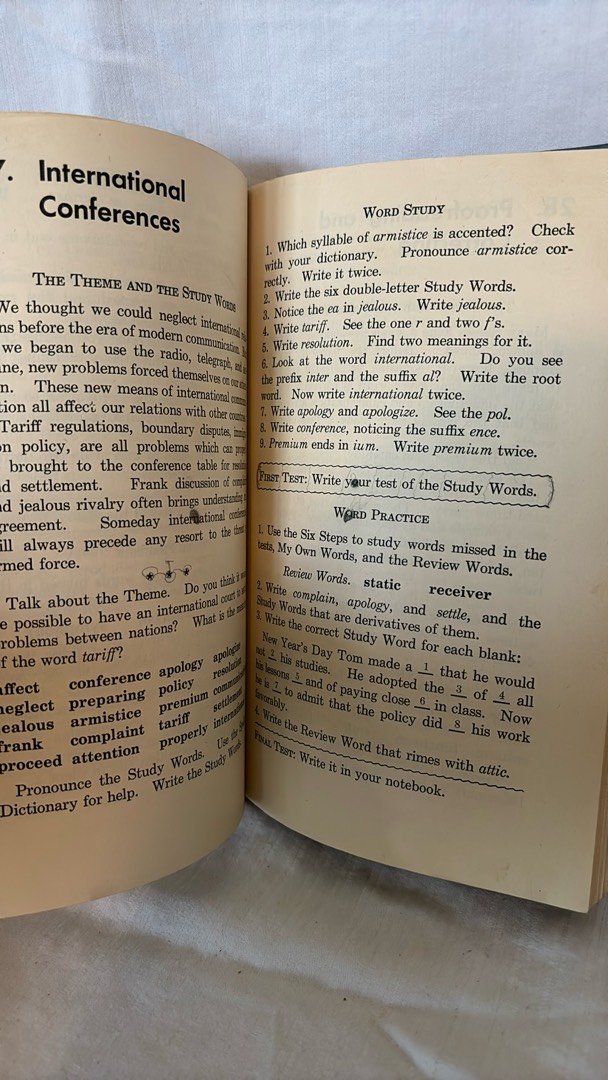 7. International
Conferences
THE THEME AND THE STUDY WORDS
We thought we could neglect international
ns before the era of modern communication.
we began to use the radio, telegraph, and
ne, new problems forced themselves on our
n. These new means of international
tion all affect our relations with other countries
Tariff regulations, boundary disputes,
on policy, are all problems which can
brought to the conference table for
d settlement. Frank discussion of
d jealous rivalry often brings understanding
greement. Someday international conference
ill always precede any resort to the threat
rmed force.
Talk about the Theme. Do you think it
e possible to have an international court to
roblems between nations? What is the
f the word tariff?
affect conference apology apologize
neglect preparing policy resolution
jealous armistice premium
frank complaint tariff settlement
proceed attention properly
Pronounce the Study Words. Use the
Dictionary for help. Write the Study Words
WORD STUDY
1. Which syllable of armistice is accented? Check
with your dictionary. Pronounce armistice cor-
rectly. Write it twice.
2. Write the six double-letter Study Words.
3. Notice the ea in jealous. Write jealous.
4. Write tariff. See the one r and two f's.
5. Write resolution. Find two meanings for it.
6. Look at the word international. Do you see
the prefix inter and the suffix al? Write the root
word. Now write international twice.
7. Write apology and apologize. See the pol.
8. Write conference, noticing the suffix ence.
9. Premium ends in ium. Write premium twice.
FIRST TEST: Write your test of the Study Words.
WORD PRACTICE
1. Use the Six Steps to study words missed in the
tests, My Own Words, and the Review Words.
Review Words. static receiver
2. Write complain, apology, and settle, and the
Study Words that are derivatives of them.
3. Write the correct Study Word for each blank:
New Year's Day Tom made a 1 that he would
not 2 his studies. He adopted the 3 of 4 all
his lessons 5 and of paying close 6 in class. Now
he is 7 to admit that the policy did 8 his work
favorably.
4. Write the Review Word that rimes with attic.
FINAL TEST: Write it in your notebook.